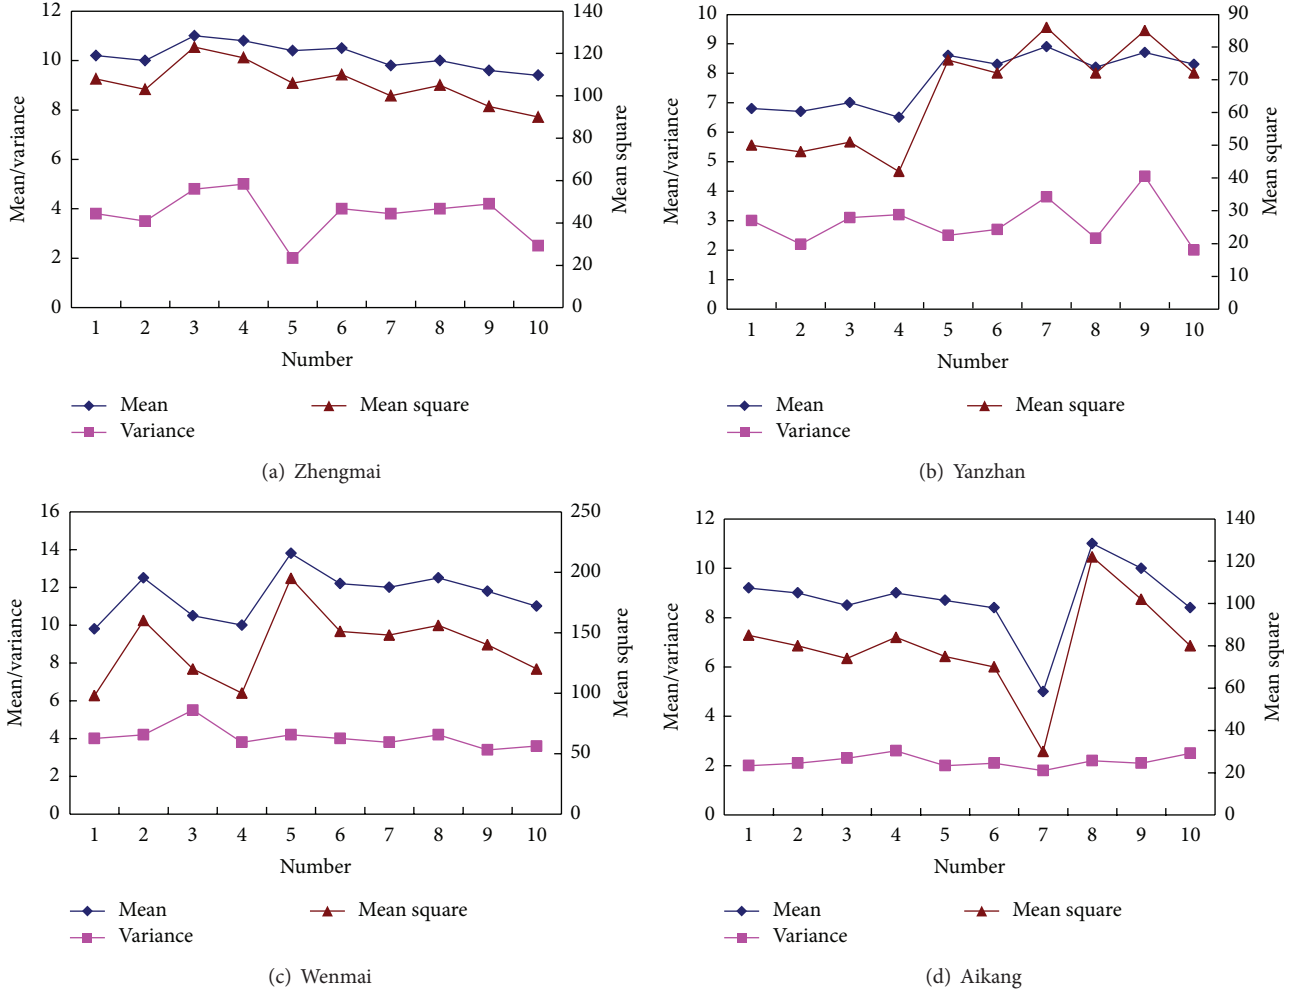 12
10
8
6
4
2
0
Mean/variance
140
120
100
80
60
40
20
0
Mean square
1 2 3 4 5 6 7 8 9 10
Number
Mean
Mean square
Variance
(a) Zhengmai
10
9
8
7
6
5
4
3
2
1
0
Mean/variance
90
80
70
60
50
40
30
20
10
0
Mean square
1 2 3 4 5 6 7 8 9 10
Number
Mean
Mean square
Variance
(b) Yanzhan
16
14
12
10
8
6
4
2
0
Mean/variance
250
200
150
100
50
0
Mean square
1 2 3 4 5 6 7 8 9 10
Number
Mean
Mean square
Variance
(c) Wenmai
12
10
8
6
4
2
0
Mean/variance
140
120
100
80
60
40
20
0
Mean square
1 2 3 4 5 6 7 8 9 10
Number
Mean
Mean square
Variance
(d) Aikang